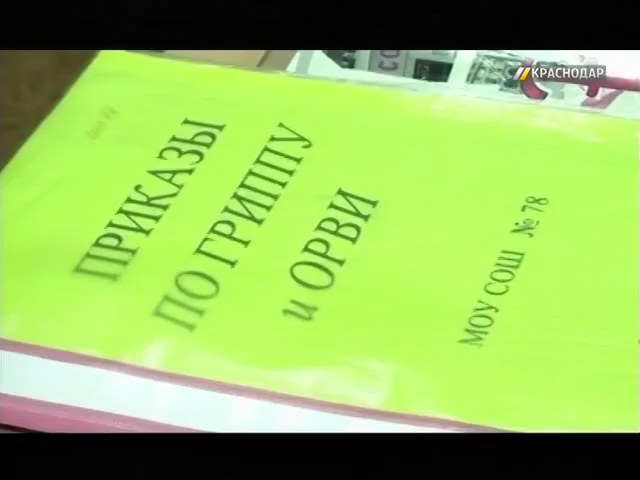 КРАСНОДАР
ПРИКАЗЫ
ПО ГРИППУ
и ОРВИ
МОУ СОШ № 78